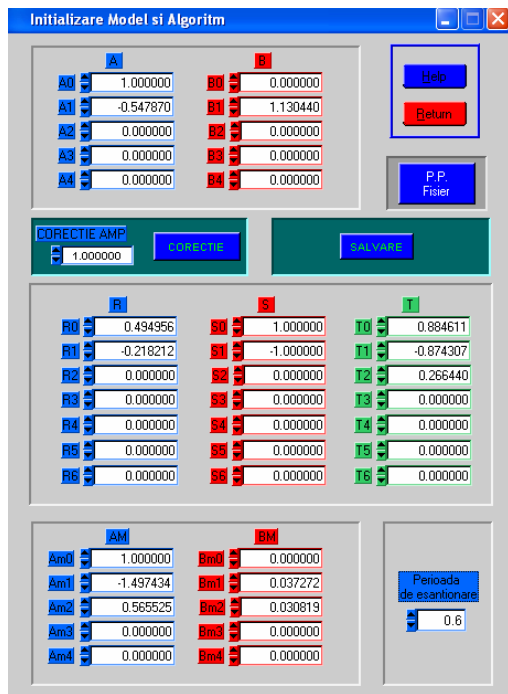 Initializare Model si Algoritm
A B
A0 1.000000 B0 0.000000
A1 -0.547870 B1 1.130440
A2 0.000000 B2 0.000000
A3 0.000000 B3 0.000000
A4 0.000000 B4 0.000000
Help
Return
P.P.
Fisier
CORECTIE AMP
1.000000
CORECTIE
SALVARE
R S T
R0 0.494956 S0 1.000000 T0 0.884611
R1 -0.218212 S1 -1.000000 T1 -0.874307
R2 0.000000 S2 0.000000 T2 0.266440
R3 0.000000 S3 0.000000 T3 0.000000
R4 0.000000 S4 0.000000 T4 0.000000
R5 0.000000 S5 0.000000 T5 0.000000
R6 0.000000 S6 0.000000 T6 0.000000
AM BM
Am0 1.000000 Bm0 0.000000
Am1 -1.497434 Bm1 0.037272
Am2 0.565525 Bm2 0.030819
Am3 0.000000 Bm3 0.000000
Am4 0.000000 Bm4 0.000000
Perioada
de esantionare
0.6